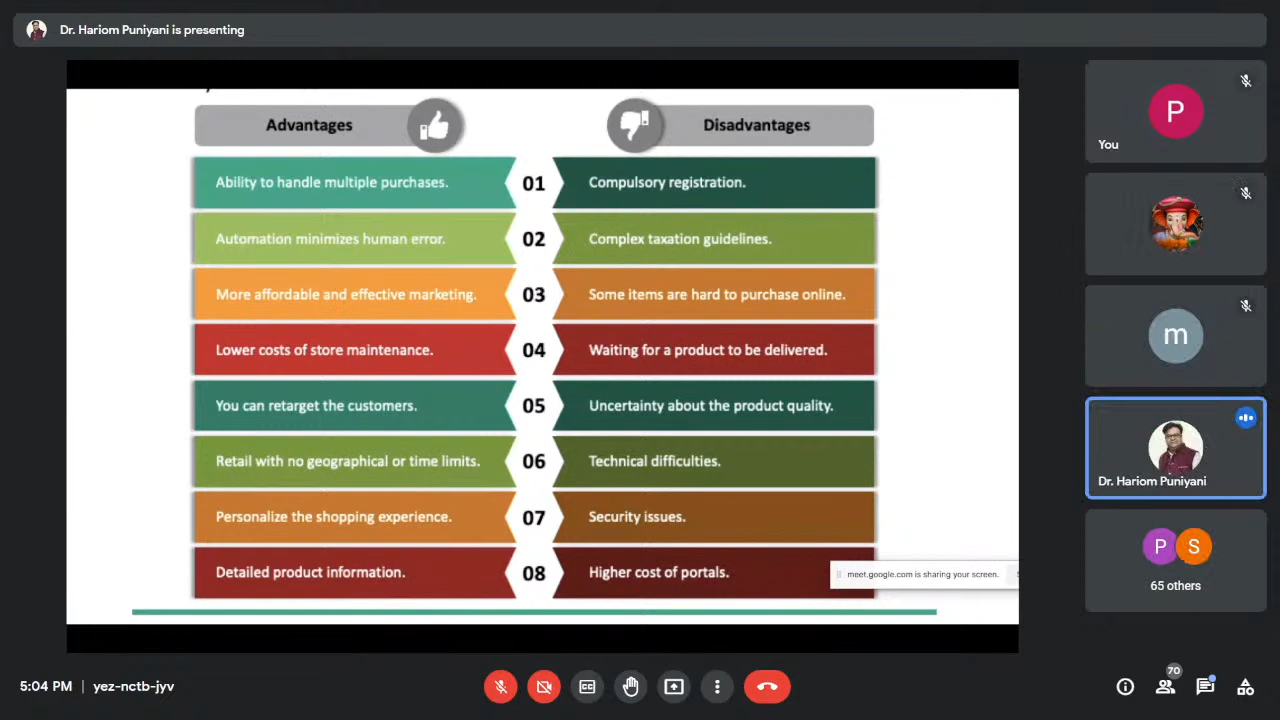 Dr. Hariom Puniyani is presenting
Advantages
Disadvantages
Ability to handle multiple purchases.
01
Compulsory registration.
Automation minimizes human error.
02
Complex taxation guidelines.
More affordable and effective marketing.
03
Some items are hard to purchase online.
Lower costs of store maintenance.
04
Waiting for a product to be delivered.
You can retarget the customers.
05
Uncertainty about the product quality.
Retail with no geographical or time limits.
06
Technical difficulties.
Personalize the shopping experience.
07
Security issues.
Detailed product information.
08
Higher cost of portals.
meet.google.com is sharing your screen.
P
You
m
Dr. Hariom Puniyani
P S
65 others
5:04 PM | yez-nctb-jyv
CC
70